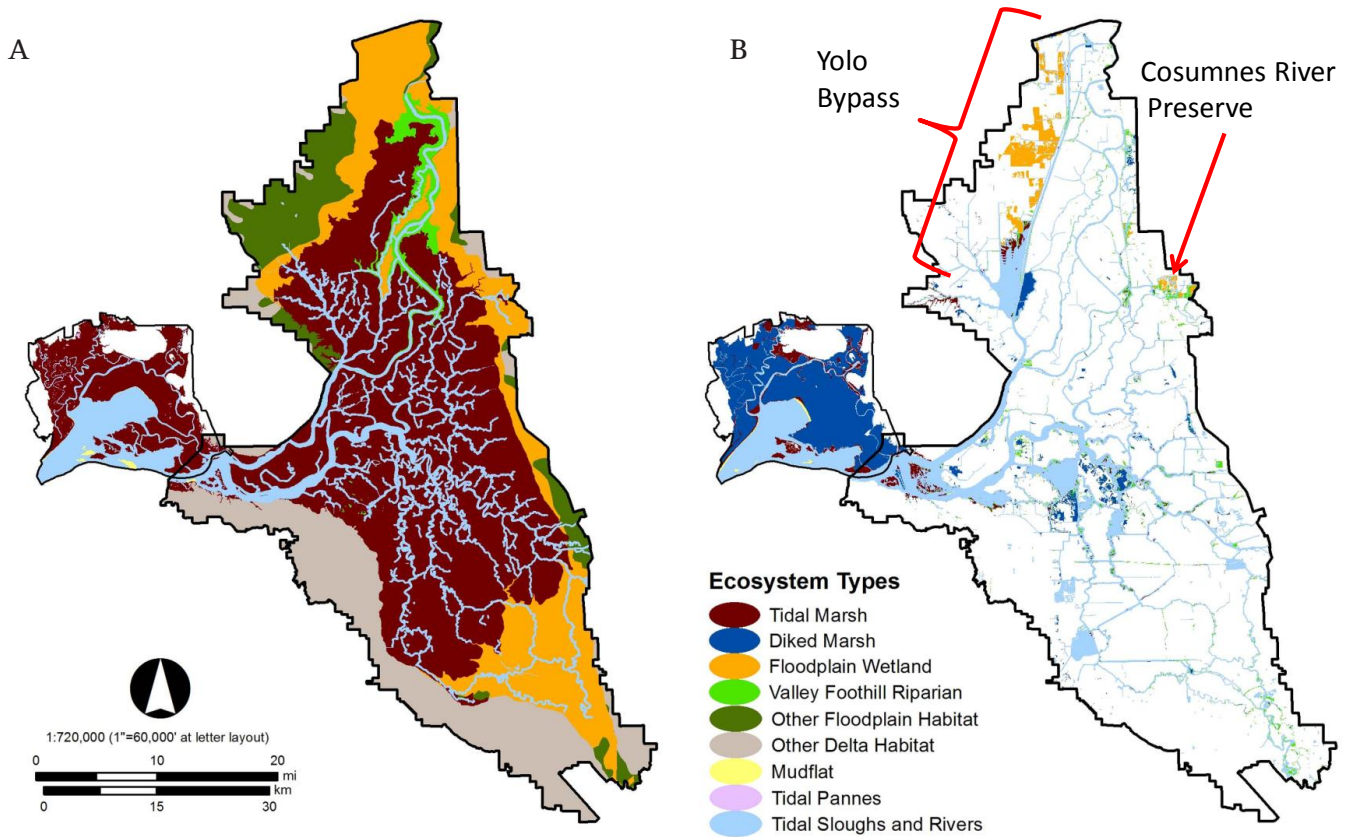 A
B
Yolo
Bypass
Cosumnes River
Preserve
Ecosystem Types
Tidal Marsh
Diked Marsh
Floodplain Wetland
Valley Foothill Riparian
Other Floodplain Habitat
Other Delta Habitat
Mudflat
Tidal Pannes
Tidal Sloughs and Rivers
1:720,000 (1"=60,000' at letter layout)
0 10 20
mi
km
0 15 30